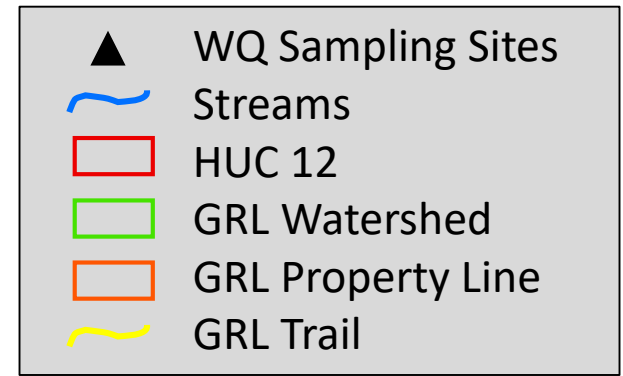 WQ Sampling Sites
Streams
HUC 12
GRL Watershed
GRL Property Line
GRL Trail